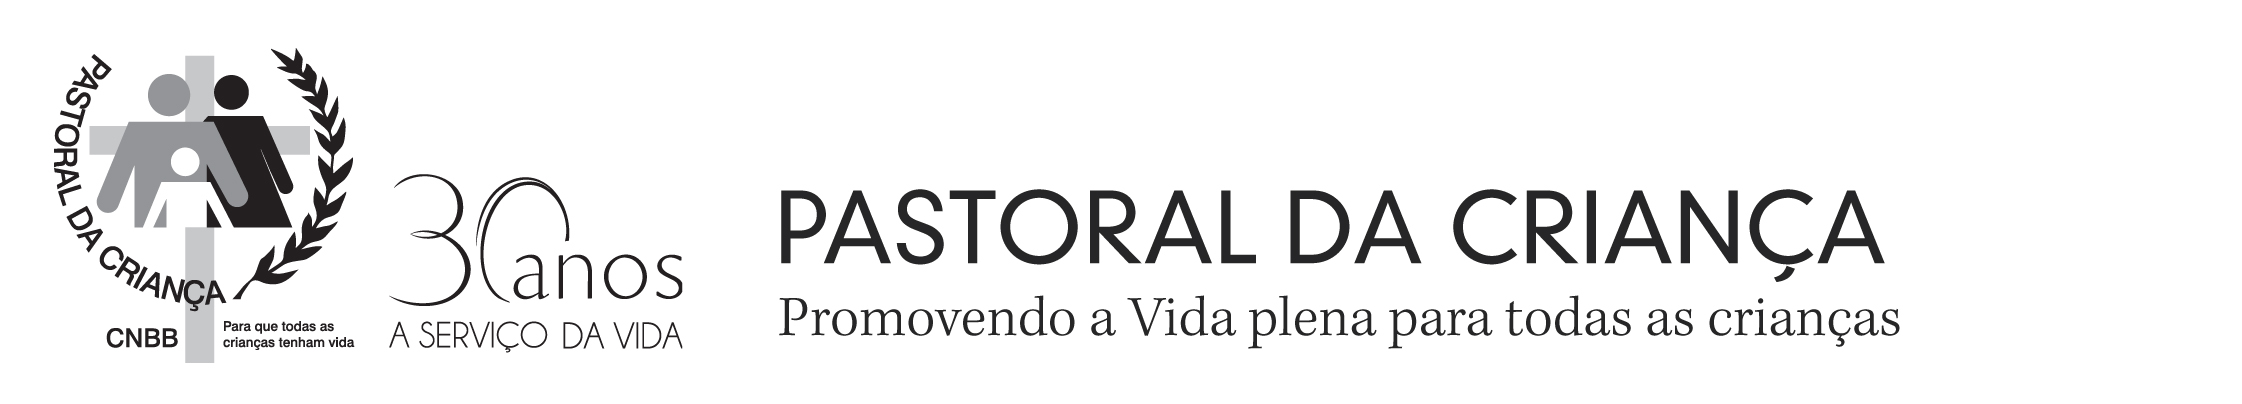 PASTORAL DA CRIANÇA
CNBB
Para que todas as
crianças tenham vida
30anos
A SERVIÇO DA VIDA
PASTORAL DA CRIANÇA
Promovendo a Vida plena para todas as crianças